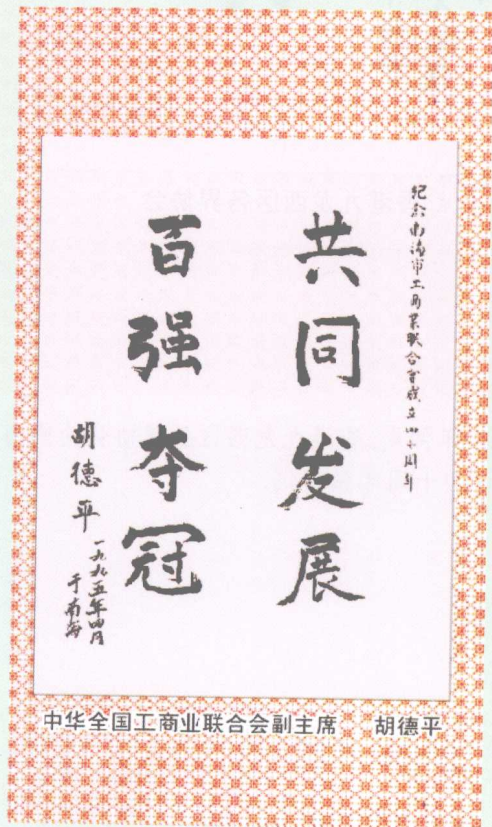 纪念南海市工商业联合会成立四十周年
共同发展
百强夺冠
胡德平
一九九五年四月
于南海
中华全国工商业联合会副主席 胡德平